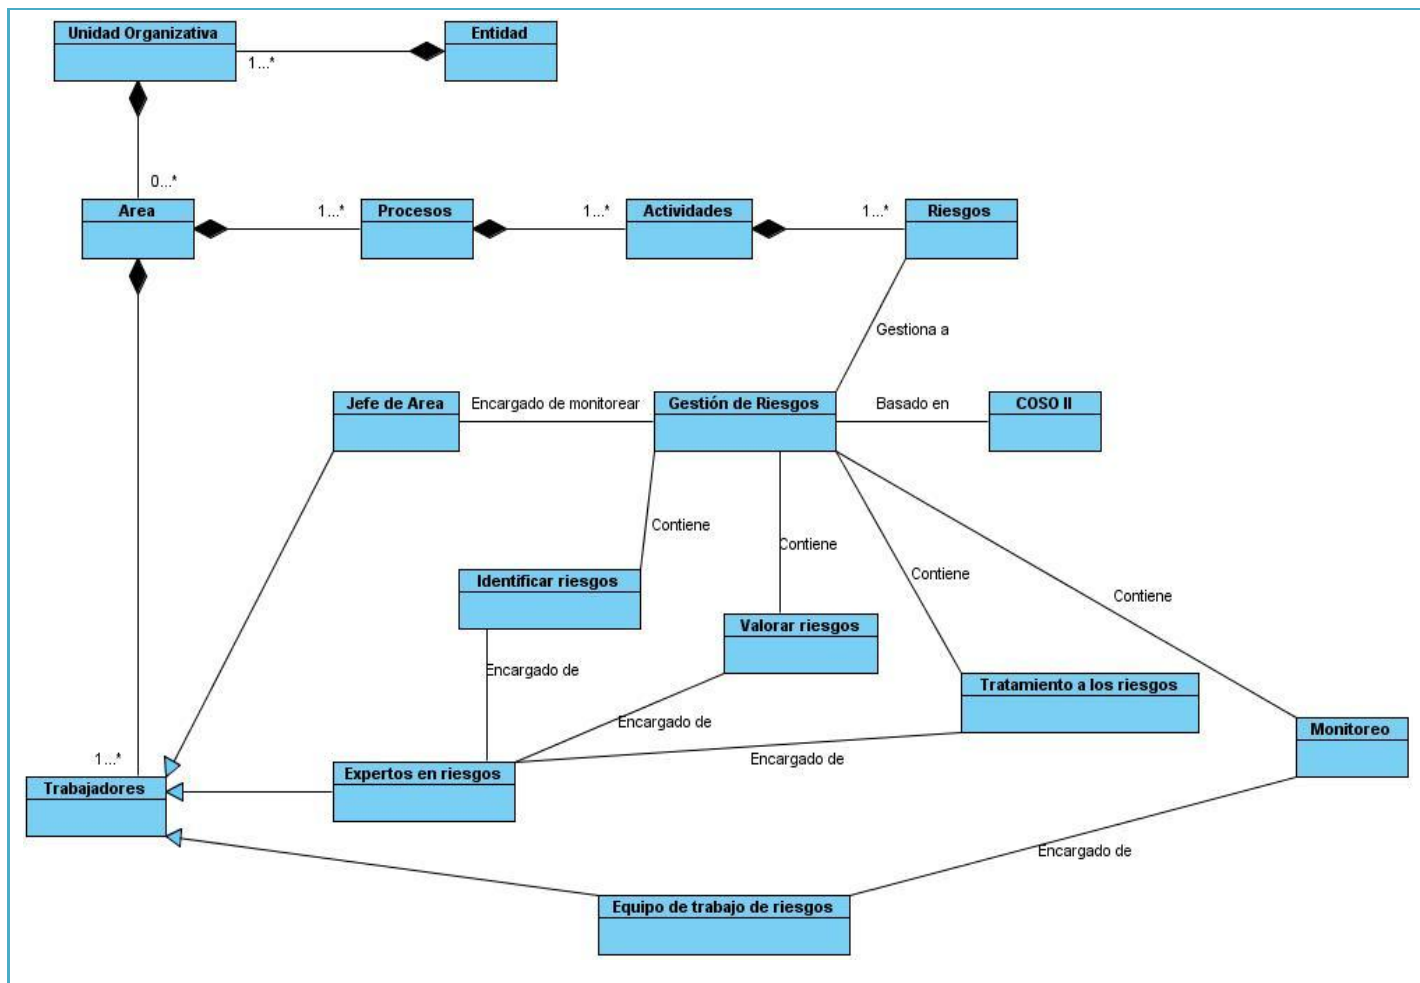 Unidad Organizativa
Entidad
1...*
0...*
Area
1...*
Procesos
1...*
Actividades
1...*
Riesgos
Gestiona a
Jefe de Area
Encargado de monitorear
Gestión de Riesgos
Basado en
COSO II
Contiene
Contiene
Contiene
Contiene
Identificar riesgos
Valorar riesgos
Encargado de
Tratamiento a los riesgos
Encargado de
Monitoreo
1...*
Encargado de
Trabajadores
Expertos en riesgos
Encargado de
Equipo de trabajo de riesgos